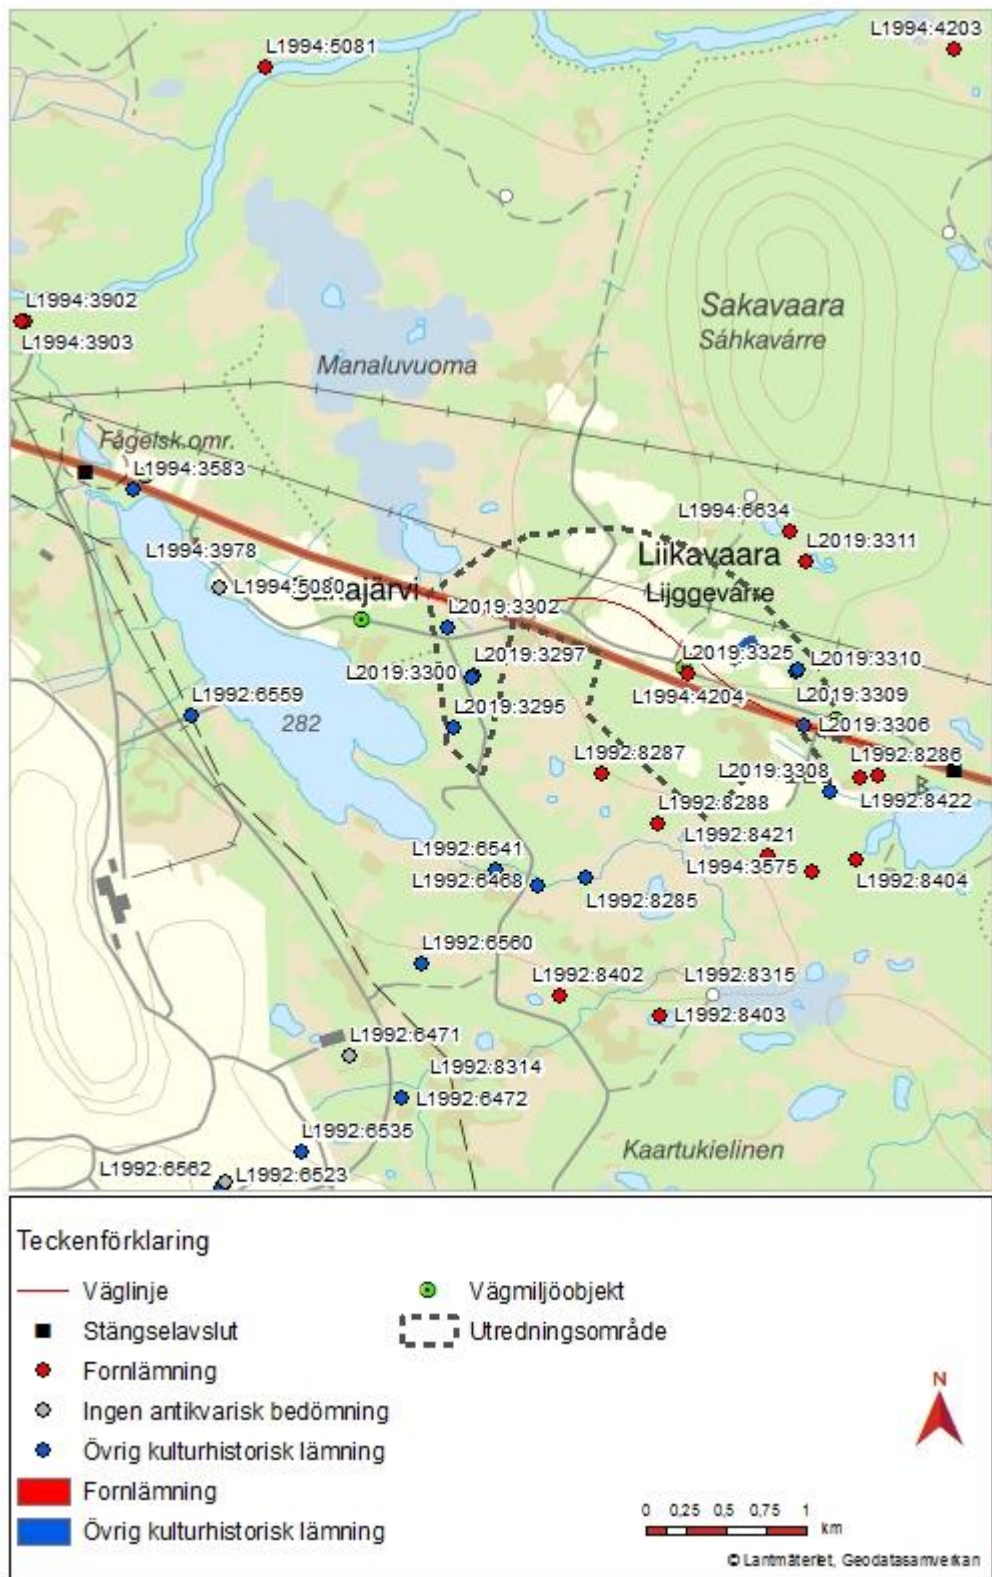 L1994:4203
L1994:5081
L1994:3902
L1994:3903
Sakavaara
Sáhkavárre
Manaluvuoma
Fågelsk.omr.
L1994:3583
L1994:6634
L1994:3978
L2019:3311
Liikavaara
L1994:5080
Lijggevárre
L2019:3302
L2019:3297
L2019:3325
L2019:3310
L2019:3300
L1994:4204
L2019:3309
L1992:6559
282
L2019:3295
L2019:3306
L1992:8287
L1992:8286
L2019:3308
L1992:8288
L1992:8422
L1992:8421
L1992:6541
L1994:3575
L1992:6468
L1992:8404
L1992:8285
L1992:6560
L1992:8402
L1992:8315
L1992:8403
L1992:6471
L1992:8314
L1992:6472
L1992:6535
Kaartukielinen
L1992:6562
L1992:6523
Teckenförklaring
Väglinje
Vägmiljöobjekt
Stängselavslut
Utredningsområde
Fornlämning
Ingen antikvarisk bedömning
Övrig kulturhistorisk lämning
Fornlämning
Övrig kulturhistorisk lämning
N
0 0,25 0,5 0,75 1
km
© Lantmäteriet, Geodatasamverkan